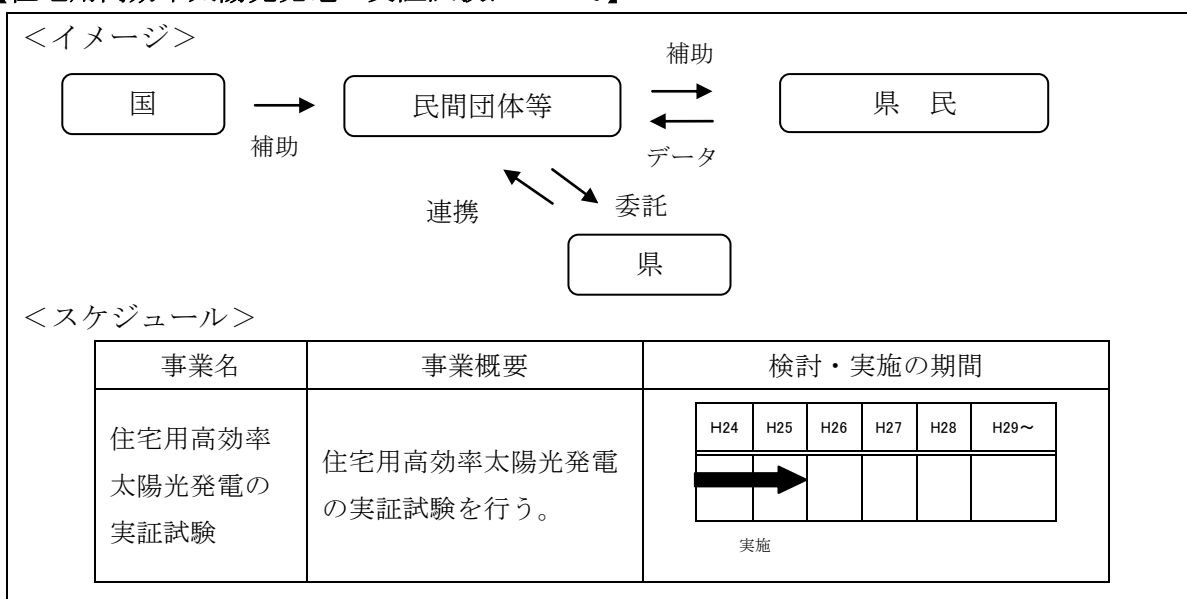 ＜イメージ＞
補助
国
民間団体等
県　民
補助
データ
連携
委託
県
＜スケジュール＞
事業名
事業概要
検討・実施の期間
住宅用高効率
太陽光発電の
実証試験
住宅用高効率太陽光発電
の実証試験を行う。
H24 H25 H26 H27 H28 H29～
実施